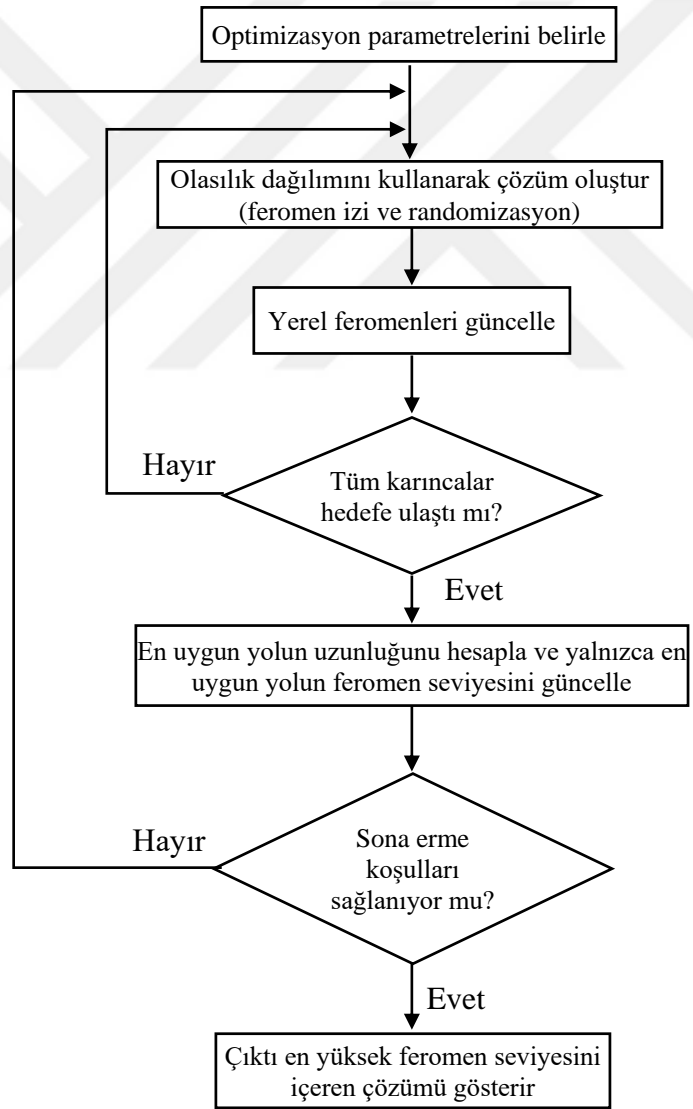 Optimizasyon parametrelerini belirle
Olasılık dağılımını kullanarak çözüm oluştur
(feromen izi ve randomizasyon)
Yerel feromenleri güncelle
Hayır
Tüm karıncalar
hedefe ulaştı mı?
Evet
En uygun yolun uzunluğunu hesapla ve yalnızca en
uygun yolun feromen seviyesini güncelle
Hayır
Sona erme
koşulları
sağlanıyor mu?
Evet
Çıktı en yüksek feromen seviyesini
içeren çözümü gösterir